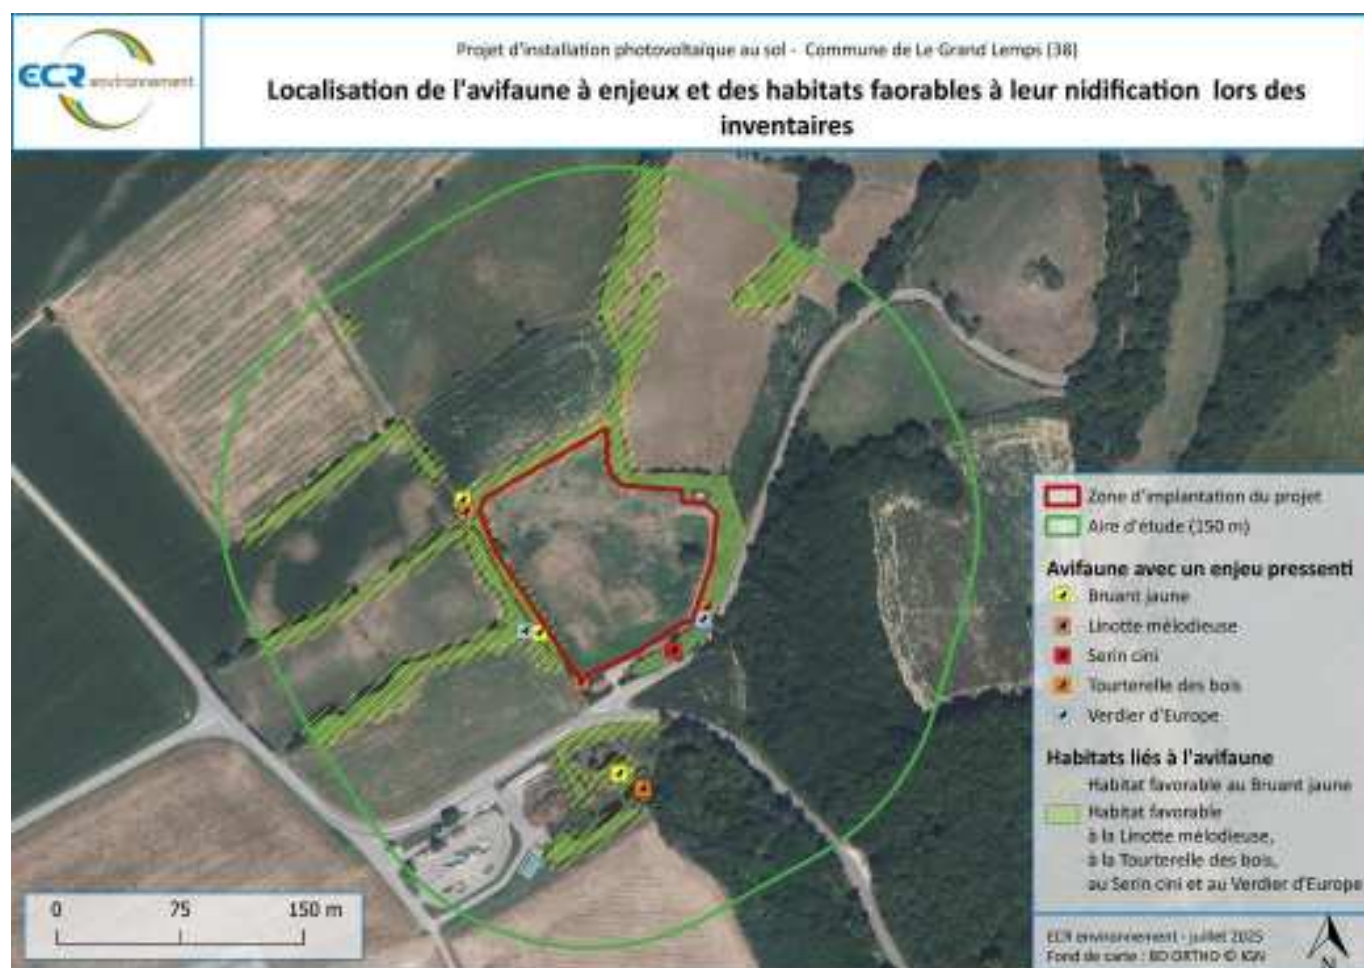 ECR environnement
Projet d'installation photovoltaïque au sol - Commune de Le Grand Lemps (38)
Localisation de l'avifaune à enjeux et des habitats faorables à leur nidification lors des
inventaires
Zone d'implantation du projet
Aire d'étude (150 m)
Avifaune avec un enjeu pressenti
Bruant jaune
Linotte mélodieuse
Serin cini
Tourterelle des bois
Verdier d'Europe
Habitats liés à l'avifaune
Habitat favorable au Bruant jaune
Habitat favorable
à la Linotte mélodieuse,
à la Tourterelle des bois,
au Serin cini et au Verdier d'Europe
0 75 150 m
ECR environnement - juillet 2025
Fond de carte : BD ORTHO © IGN
N